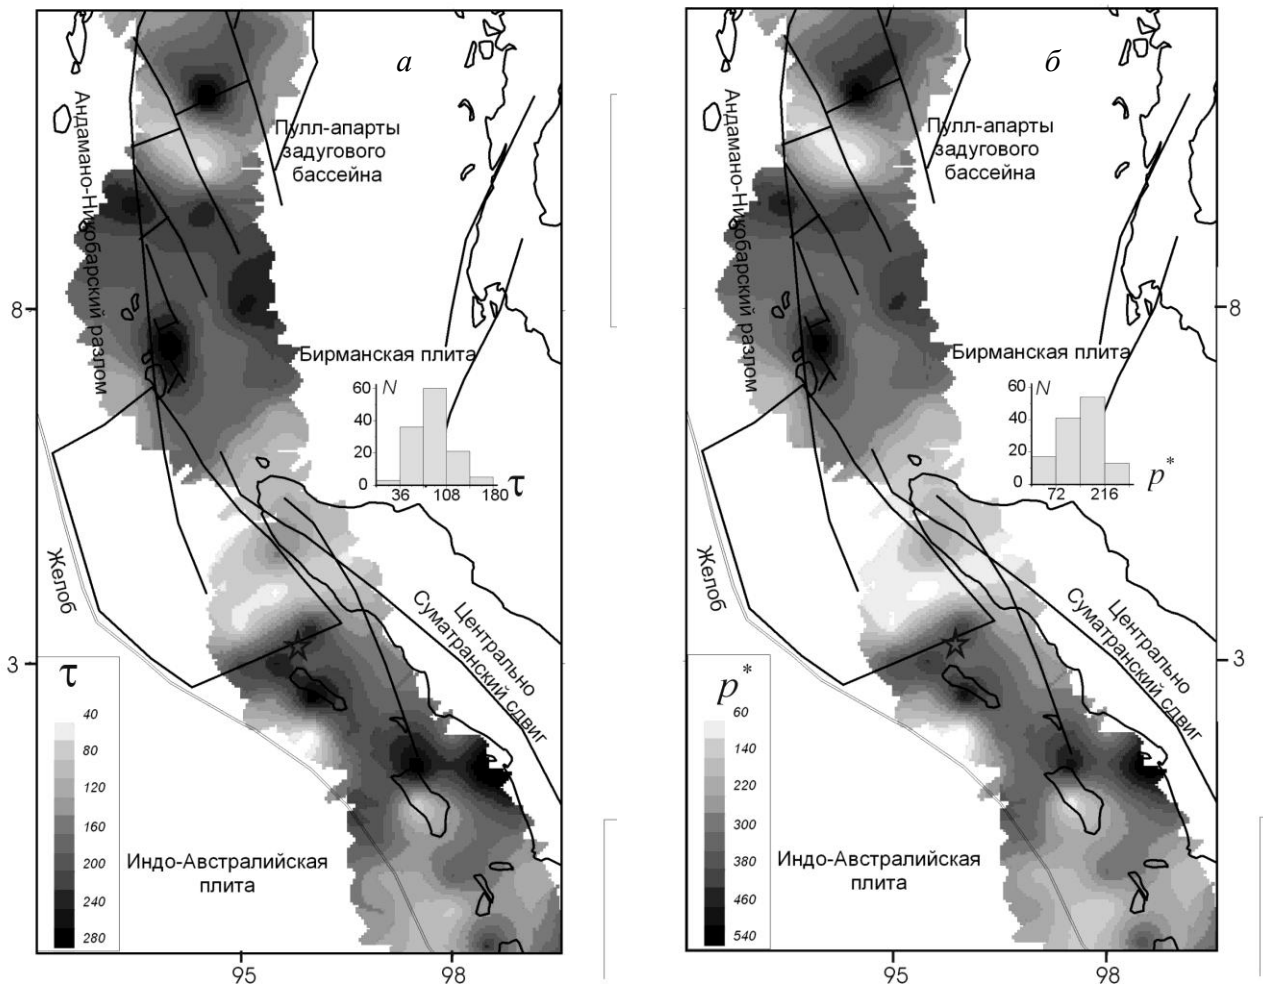 а
Андамано-Никобарский разлом
Пулл-апарты
задугового
бассейна
8
Бирманская плита
60
N
40
20
0
36
108
180
τ
Желоб
Центрально
Суматранский сдвиг
3
τ
40
80
120
160
200
240
280
Индо-Австралийская
плита
95
98
б
Андамано-Никобарский разлом
Пулл-апарты
задугового
бассейна
8
Бирманская плита
60
N
40
20
0
72
216
p*
Желоб
Центрально
Суматранский сдвиг
3
p*
60
140
220
300
380
460
540
Индо-Австралийская
плита
95
98